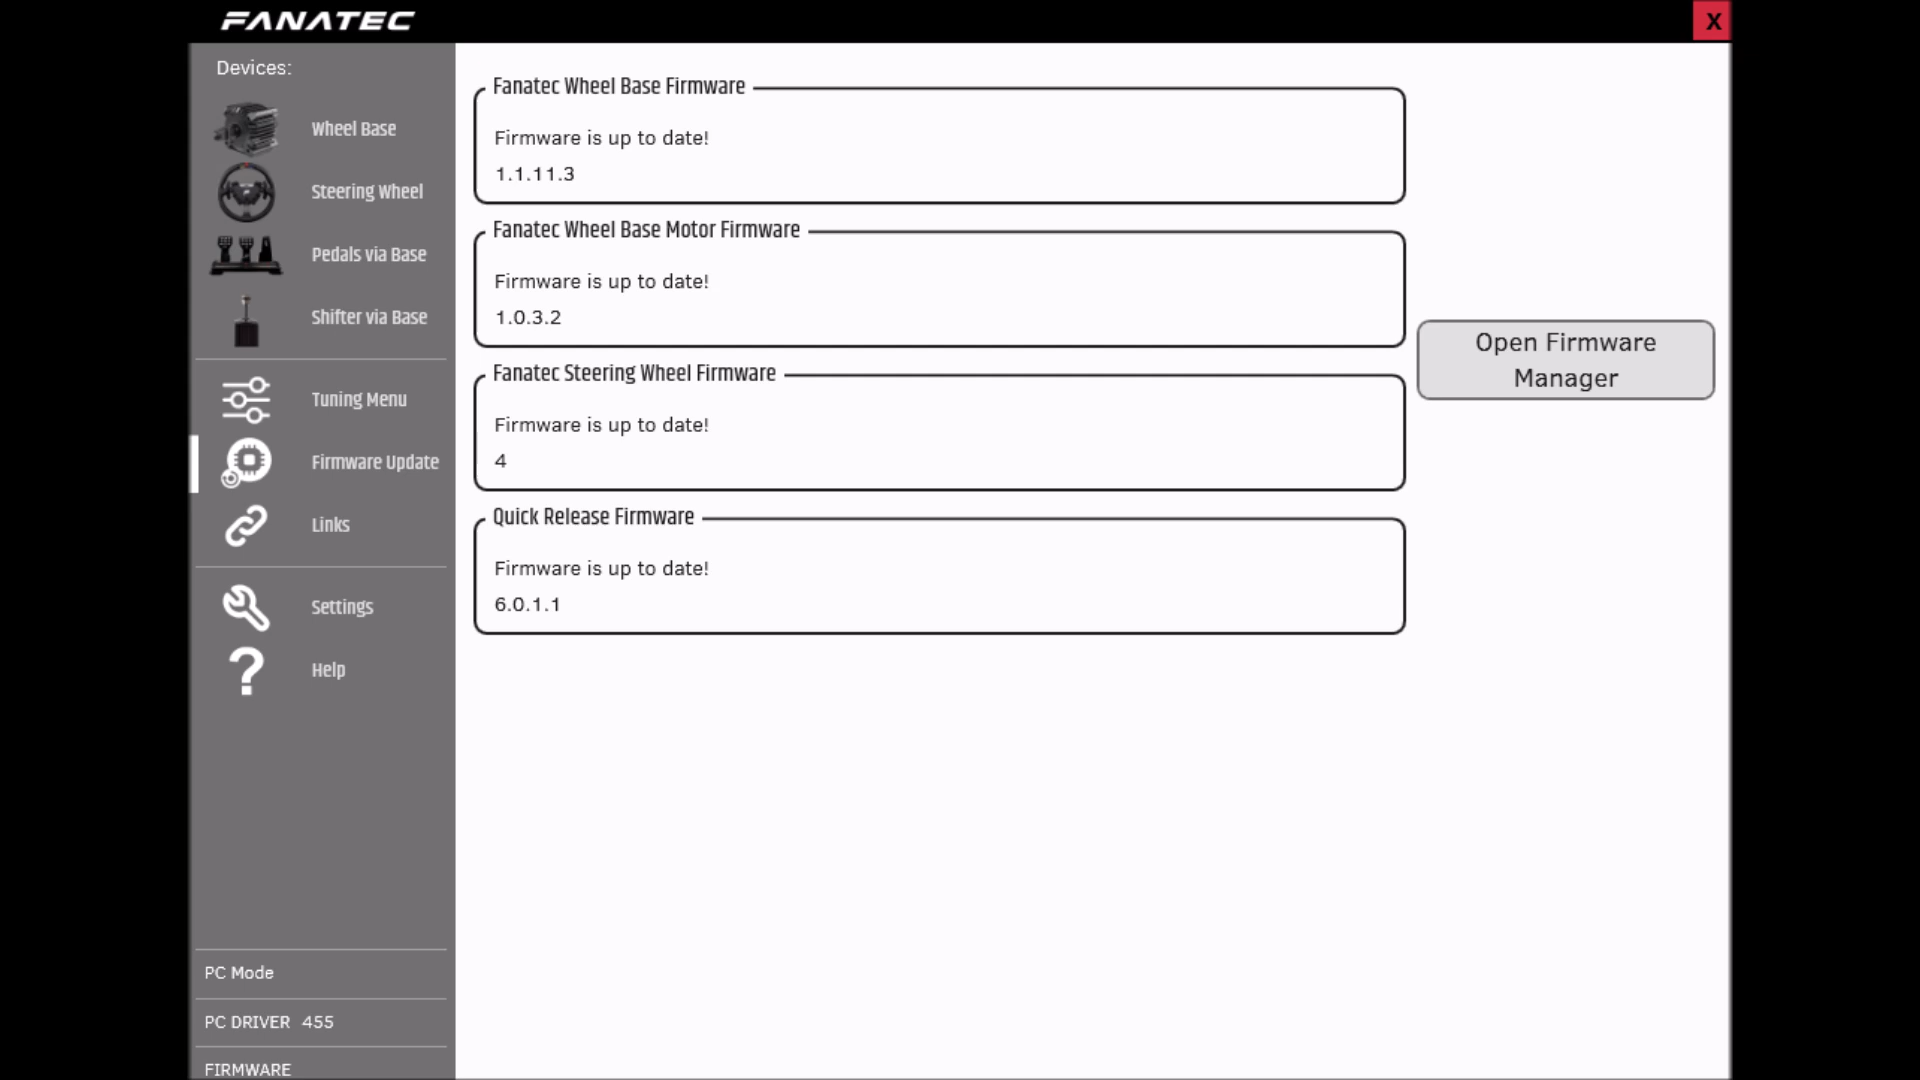 FANATEC
X
Devices:
Wheel Base
Steering Wheel
Pedals via Base
Shifter via Base
Tuning Menu
Firmware Update
Links
Settings
Help
PC Mode
PC DRIVER 455
FIRMWARE
Fanatec Wheel Base Firmware
Firmware is up to date!
1.1.11.3
Fanatec Wheel Base Motor Firmware
Firmware is up to date!
1.0.3.2
Fanatec Steering Wheel Firmware
Firmware is up to date!
4
Quick Release Firmware
Firmware is up to date!
6.0.1.1
Open Firmware
Manager